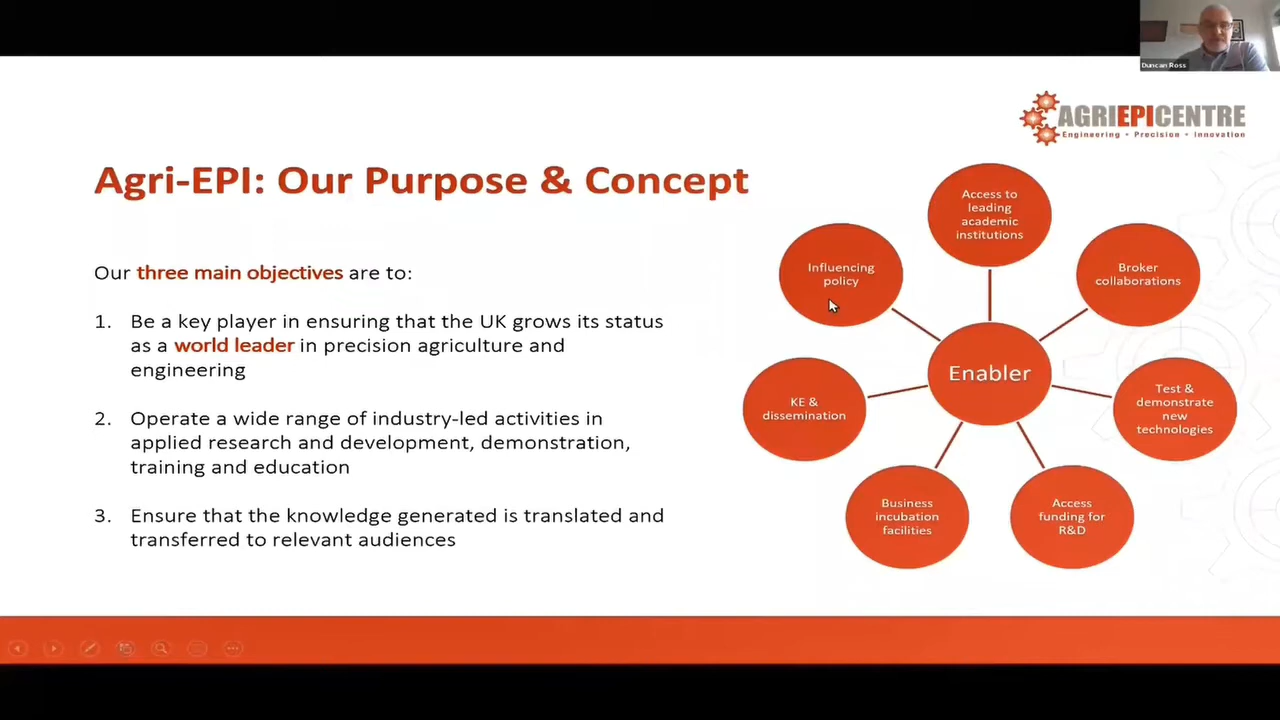 Duncan Ross
AGRIEPICENTRE
Engineering • Precision • Innovation
Agri-EPI: Our Purpose & Concept
Our three main objectives are to:
1. Be a key player in ensuring that the UK grows its status
as a world leader in precision agriculture and
engineering
2. Operate a wide range of industry-led activities in
applied research and development, demonstration,
training and education
3. Ensure that the knowledge generated is translated and
transferred to relevant audiences
Access to
leading
academic
institutions
Broker
collaborations
Test &
demonstrate
new
technologies
Access
funding for
R&D
Business
incubation
facilities
KE &
dissemination
Influencing
policy
Enabler